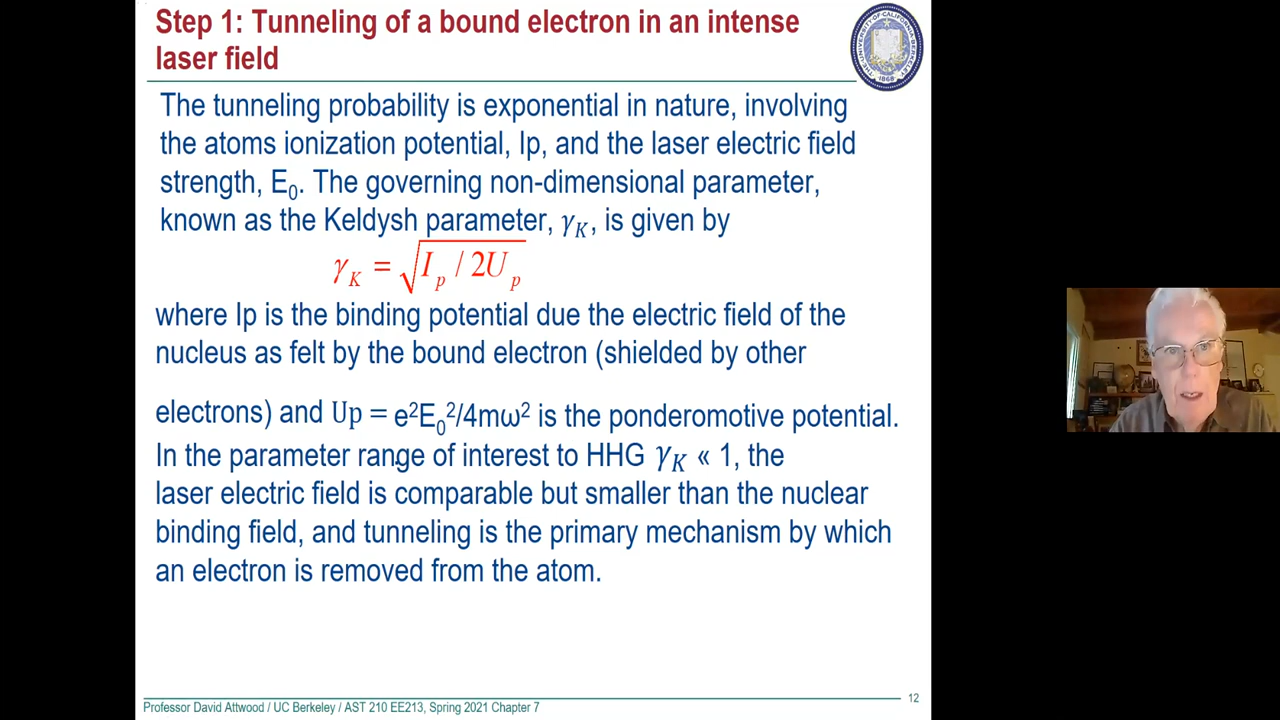 Step 1: Tunneling of a bound electron in an intense
laser field
The tunneling probability is exponential in nature, involving
the atoms ionization potential, Ip, and the laser electric field
strength, E₀. The governing non-dimensional parameter,
known as the Keldysh parameter, γ_K, is given by
γ_K = √(I_p / 2U_p)
where Ip is the binding potential due the electric field of the
nucleus as felt by the bound electron (shielded by other
electrons) and Up = e²E₀²/4mω² is the ponderomotive potential.
In the parameter range of interest to HHG γ_K « 1, the
laser electric field is comparable but smaller than the nuclear
binding field, and tunneling is the primary mechanism by which
an electron is removed from the atom.
Professor David Attwood / UC Berkeley / AST 210 EE213, Spring 2021 Chapter 7
12